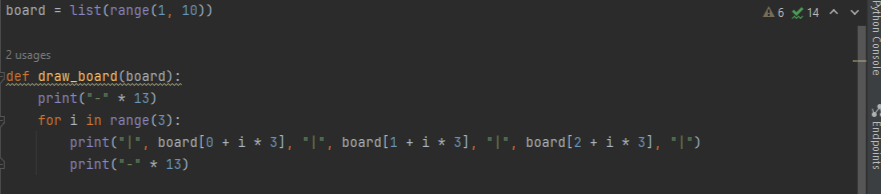 board = list(range(1, 10))
6 14
2 usages
def draw_board(board):
    print("-" * 13)
    for i in range(3):
        print("|", board[0 + i * 3], "|", board[1 + i * 3], "|", board[2 + i * 3], "|")
        print("-" * 13)
Python Console
Endpoints